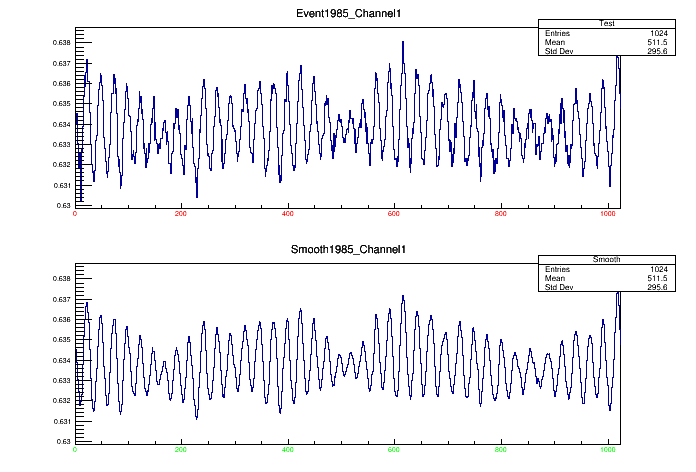 Event1985_Channel1
Test
Entries 1024
Mean 511.5
Std Dev 295.6
0.638
0.637
0.636
0.635
0.634
0.633
0.632
0.631
0.63
0 200 400 600 800 1000
Smooth1985_Channel1
Smooth
Entries 1024
Mean 511.5
Std Dev 295.6
0.638
0.637
0.636
0.635
0.634
0.633
0.632
0.631
0.63
0 200 400 600 800 1000